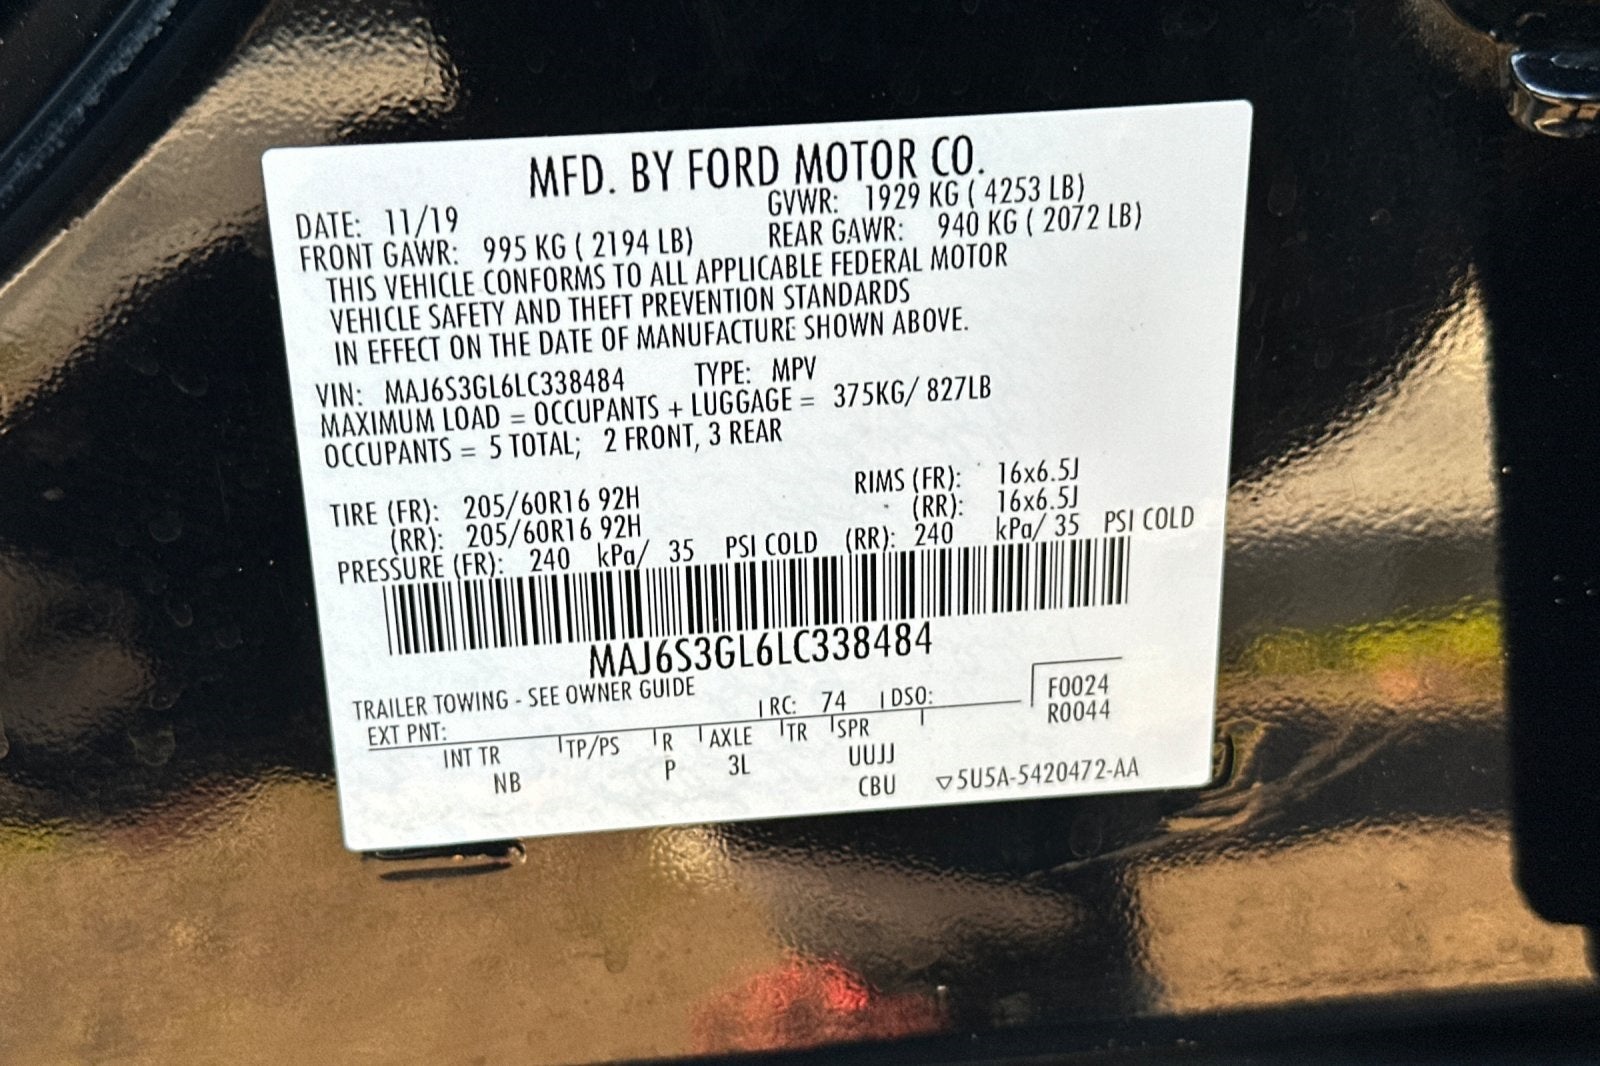 MFD. BY FORD MOTOR CO.
DATE: 11/19 GVWR: 1929 KG ( 4253 LB)
FRONT GAWR: 995 KG ( 2194 LB) REAR GAWR: 940 KG ( 2072 LB)
THIS VEHICLE CONFORMS TO ALL APPLICABLE FEDERAL MOTOR
VEHICLE SAFETY AND THEFT PREVENTION STANDARDS
IN EFFECT ON THE DATE OF MANUFACTURE SHOWN ABOVE.
VIN: MAJ6S3GL6LC338484 TYPE: MPV
MAXIMUM LOAD = OCCUPANTS + LUGGAGE = 375KG/ 827LB
OCCUPANTS = 5 TOTAL; 2 FRONT, 3 REAR
TIRE (FR): 205/60R16 92H RIMS (FR): 16x6.5J
(RR): 205/60R16 92H (RR): 16x6.5J
PRESSURE (FR): 240 kPa/ 35 PSI COLD (RR): 240 kPa/ 35 PSI COLD
MAJ6S3GL6LC338484
TRAILER TOWING - SEE OWNER GUIDE
EXT PNT: RC: 74 DSO: F0024
R0044
INT TR TP/PS R AXLE TR SPR
NB P 3L UUJJ
CBU ▽5U5A-5420472-AA